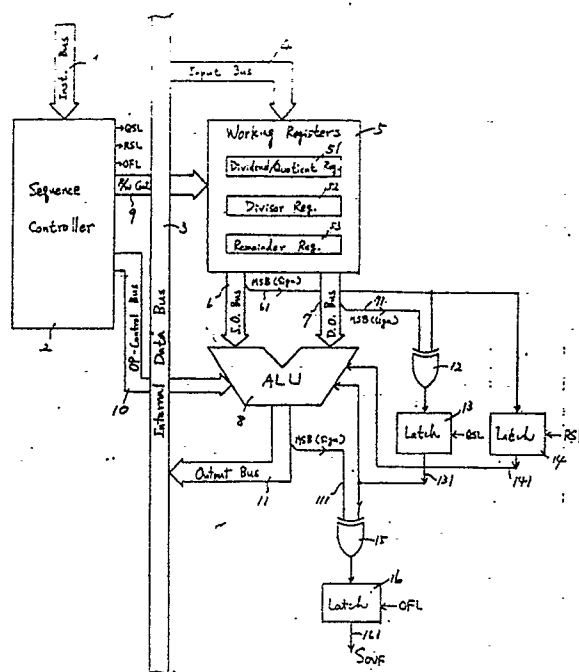 1
Inst. Bus
4
Input Bus
Working Registers
5
51
Dividend/Quotient Reg.
52
Divisor Reg.
53
Remainder Reg.
QSL
RSL
OFL
R/W Cont
9
Sequence
Controller
2
3
OP-Control Bus
10
Internal Data Bus
6
S.O. Bus
MSB (Sign)
61
7
D.O. Bus
71
MSB (Sign)
12
ALU
8
13
Latch
QSL
131
Latch
RSL
14
141
MSB (Sign)
Output Bus
11
111
15
16
Latch
OFL
161
SOVF